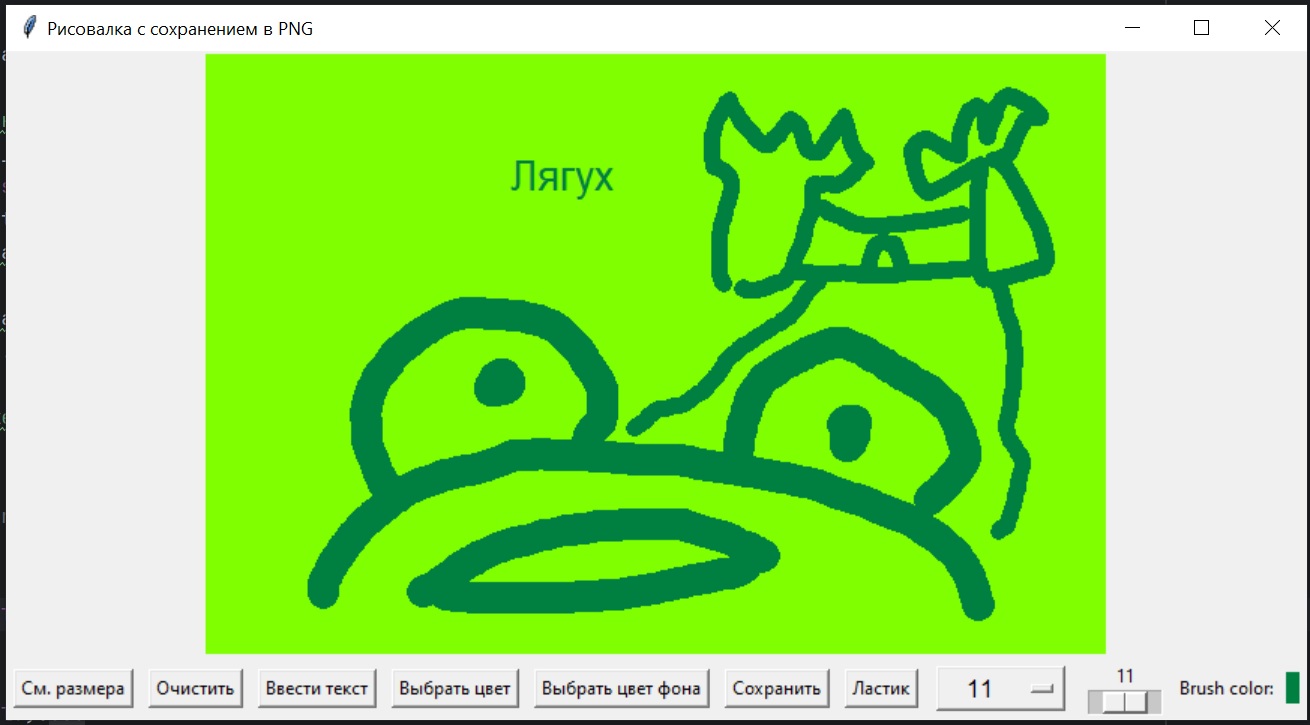 Рисовалка с сохранением в PNG
Лягух
См. размера
Очистить
Ввести текст
Выбрать цвет
Выбрать цвет фона
Сохранить
Ластик
11
11
Brush color: